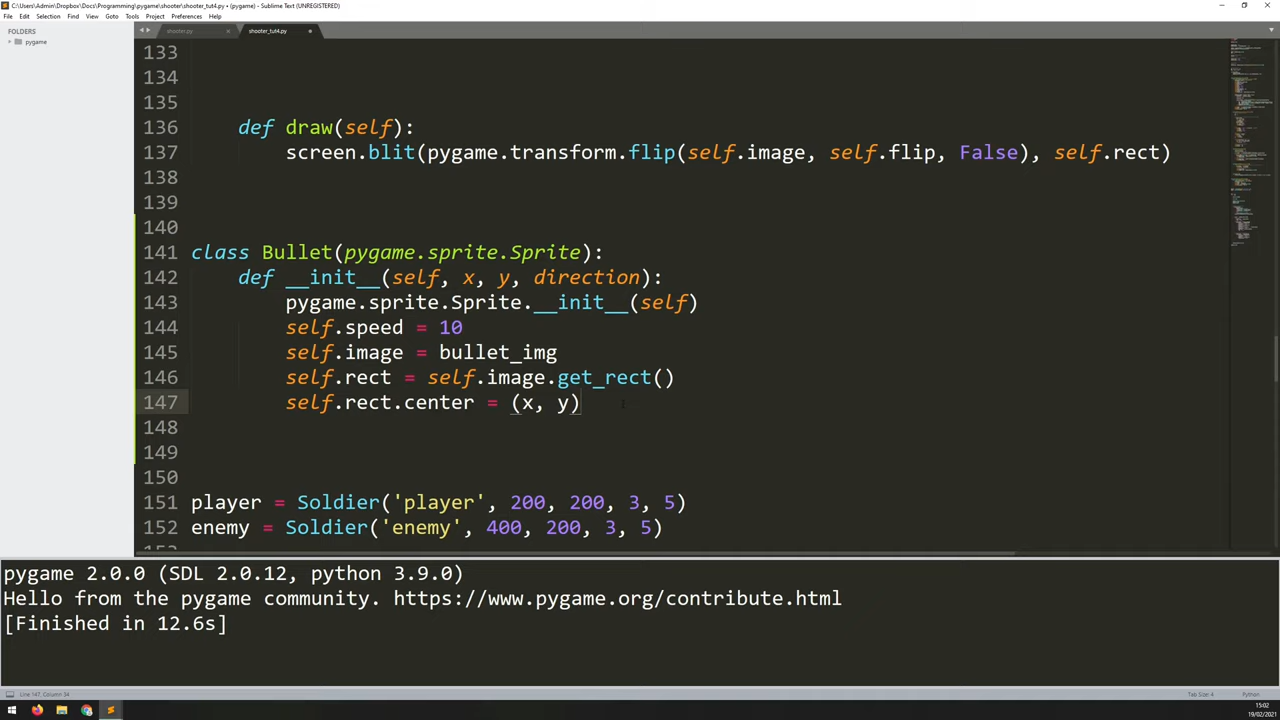 C:\Users\Admin\Dropbox\Docs\Programming\pygame\shooter\shooter_tut4.py • (pygame) - Sublime Text (UNREGISTERED)
File Edit Selection Find View Goto Tools Project Preferences Help
FOLDERS
pygame
shooter.py
shooter_tut4.py
133
134
135
136 def draw(self):
137 screen.blit(pygame.transform.flip(self.image, self.flip, False), self.rect)
138
139
140
141 class Bullet(pygame.sprite.Sprite):
142 def __init__(self, x, y, direction):
143 pygame.sprite.Sprite.__init__(self)
144 self.speed = 10
145 self.image = bullet_img
146 self.rect = self.image.get_rect()
147 self.rect.center = (x, y)
148
149
150
151 player = Soldier('player', 200, 200, 3, 5)
152 enemy = Soldier('enemy', 400, 200, 3, 5)
pygame 2.0.0 (SDL 2.0.12, python 3.9.0)
Hello from the pygame community. https://www.pygame.org/contribute.html
[Finished in 12.6s]
Line 147, Column 34
Tab Size: 4
Python
15:02
19/02/2021